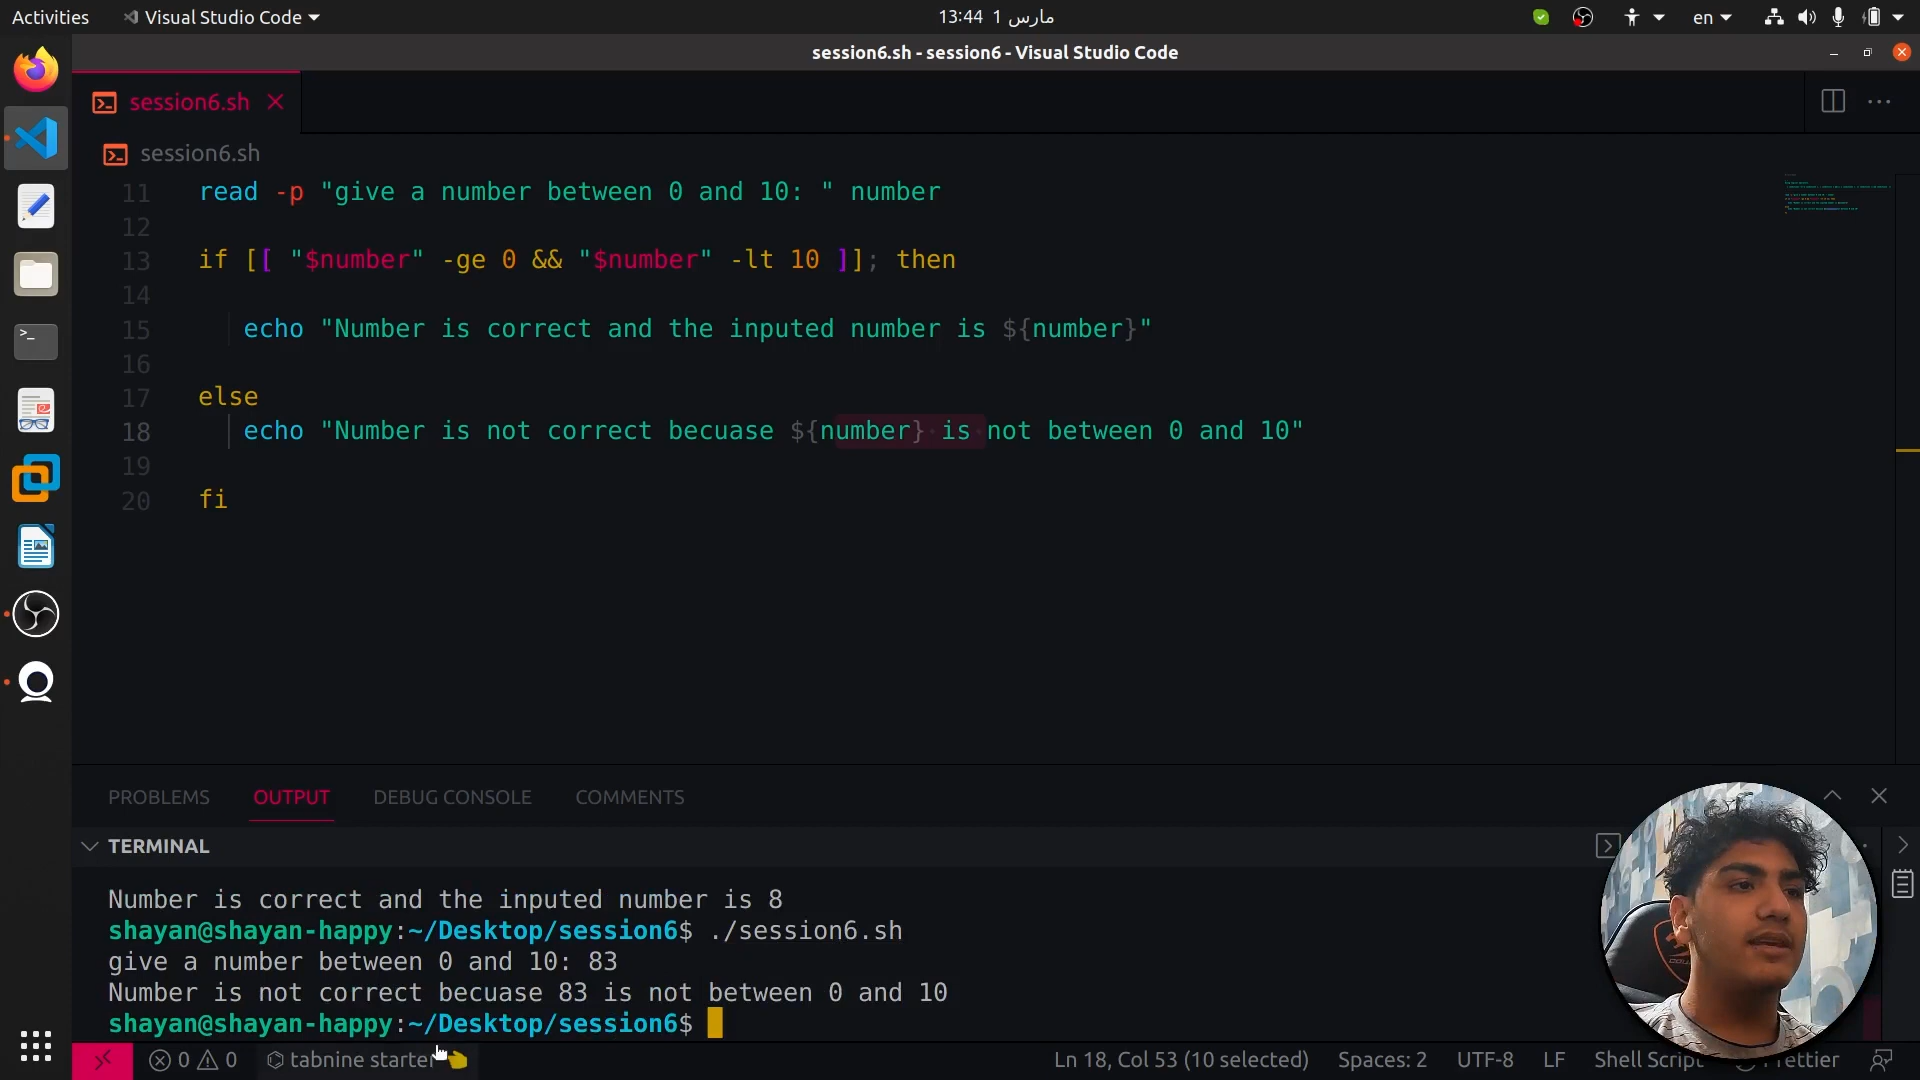 Activities
Visual Studio Code
13:44 1 مارس
en
session6.sh - session6 - Visual Studio Code
session6.sh
session6.sh
11 read -p "give a number between 0 and 10: " number
12
13 if [[ "$number" -ge 0 && "$number" -lt 10 ]]; then
14
15 echo "Number is correct and the inputed number is ${number}"
16
17 else
18 echo "Number is not correct becuase ${number} is not between 0 and 10"
19
20 fi
PROBLEMS OUTPUT DEBUG CONSOLE COMMENTS
TERMINAL
Number is correct and the inputed number is 8
shayan@shayan-happy:~/Desktop/session6$ ./session6.sh
give a number between 0 and 10: 83
Number is not correct becuase 83 is not between 0 and 10
shayan@shayan-happy:~/Desktop/session6$
0 0 tabnine starter Ln 18, Col 53 (10 selected) Spaces: 2 UTF-8 LF Shell Script Prettier